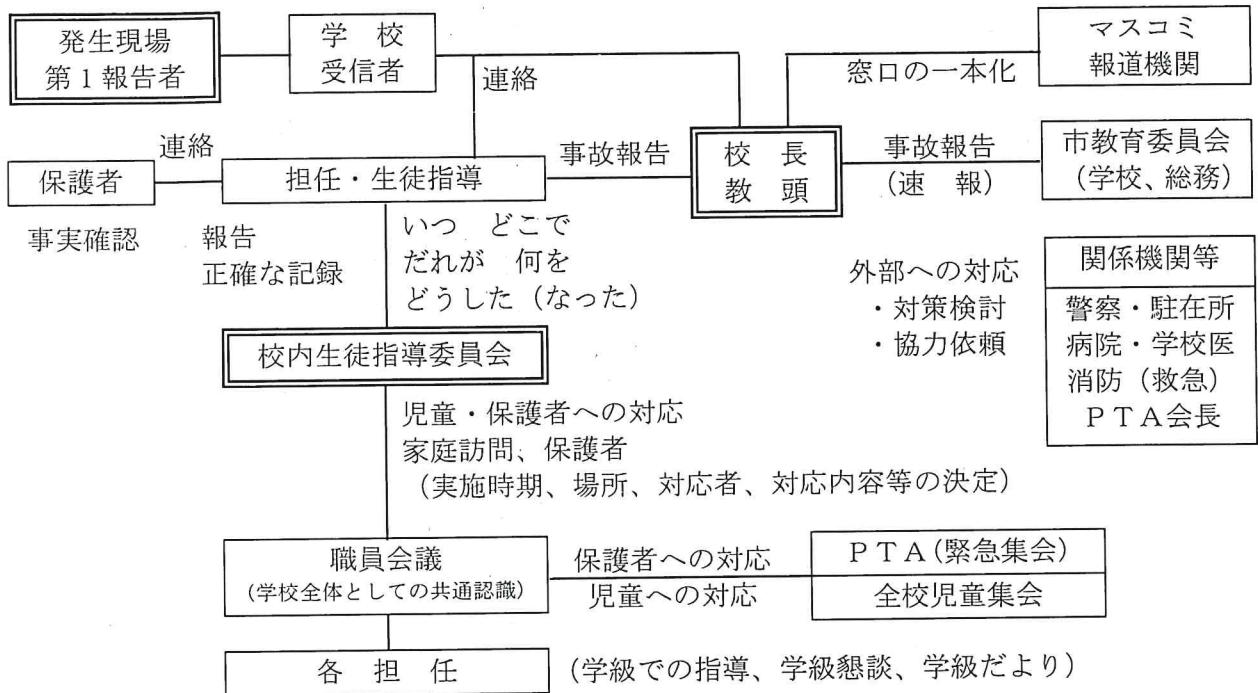 発生現場
第1報告者
学 校
受信者
連絡
窓口の一本化
マスコミ
報道機関
保護者
連絡
担任・生徒指導
事故報告
校 長
教 頭
事故報告
(速 報)
市教育委員会
(学校、総務)
事実確認
報告
正確な記録
いつ どこで
だれが 何を
どうした(なった)
外部への対応
・対策検討
・協力依頼
関係機関等
警察・駐在所
病院・学校医
消防(救急)
PTA会長
校内生徒指導委員会
児童・保護者への対応
家庭訪問、保護者
(実施時期、場所、対応者、対応内容等の決定)
職員会議
(学校全体としての共通認識)
保護者への対応
児童への対応
PTA(緊急集会)
全校児童集会
各 担 任
(学級での指導、学級懇談、学級だより)